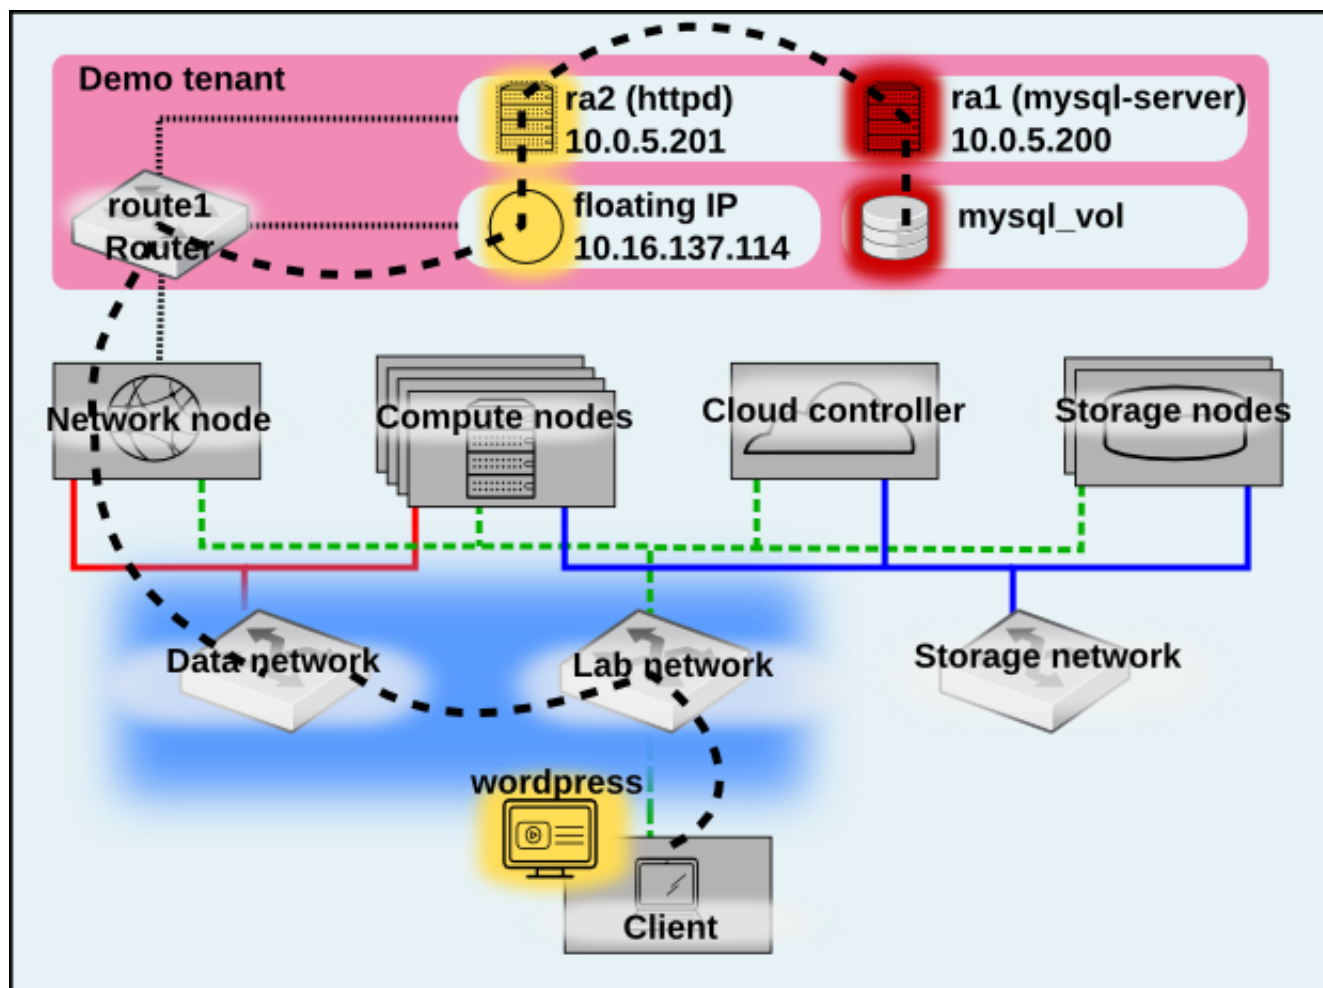 Demo tenant
ra2 (httpd)
10.0.5.201
ra1 (mysql-server)
10.0.5.200
route1
Router
floating IP
10.16.137.114
mysql_vol
Network node
Compute nodes
Cloud controller
Storage nodes
Data network
Lab network
Storage network
wordpress
Client